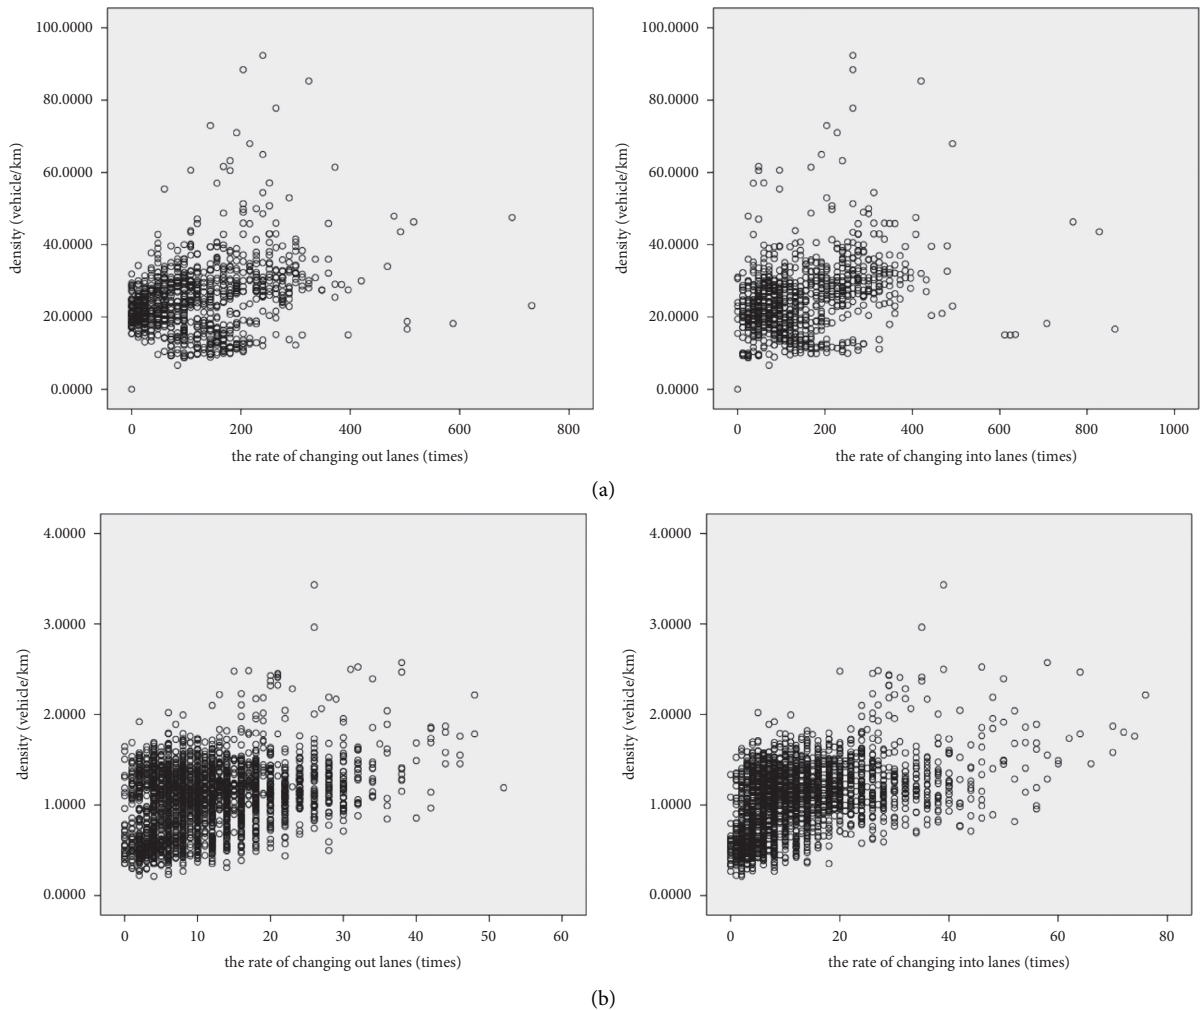 100.0000
80.0000
60.0000
40.0000
20.0000
0.0000
density (vehicle/km)
0 200 400 600 800
the rate of changing out lanes (times)
100.0000
80.0000
60.0000
40.0000
20.0000
0.0000
density (vehicle/km)
0 200 400 600 800 1000
the rate of changing into lanes (times)
(a)
4.0000
3.0000
2.0000
1.0000
0.0000
density (vehicle/km)
0 10 20 30 40 50 60
the rate of changing out lanes (times)
4.0000
3.0000
2.0000
1.0000
0.0000
density (vehicle/km)
0 20 40 60 80
the rate of changing into lanes (times)
(b)